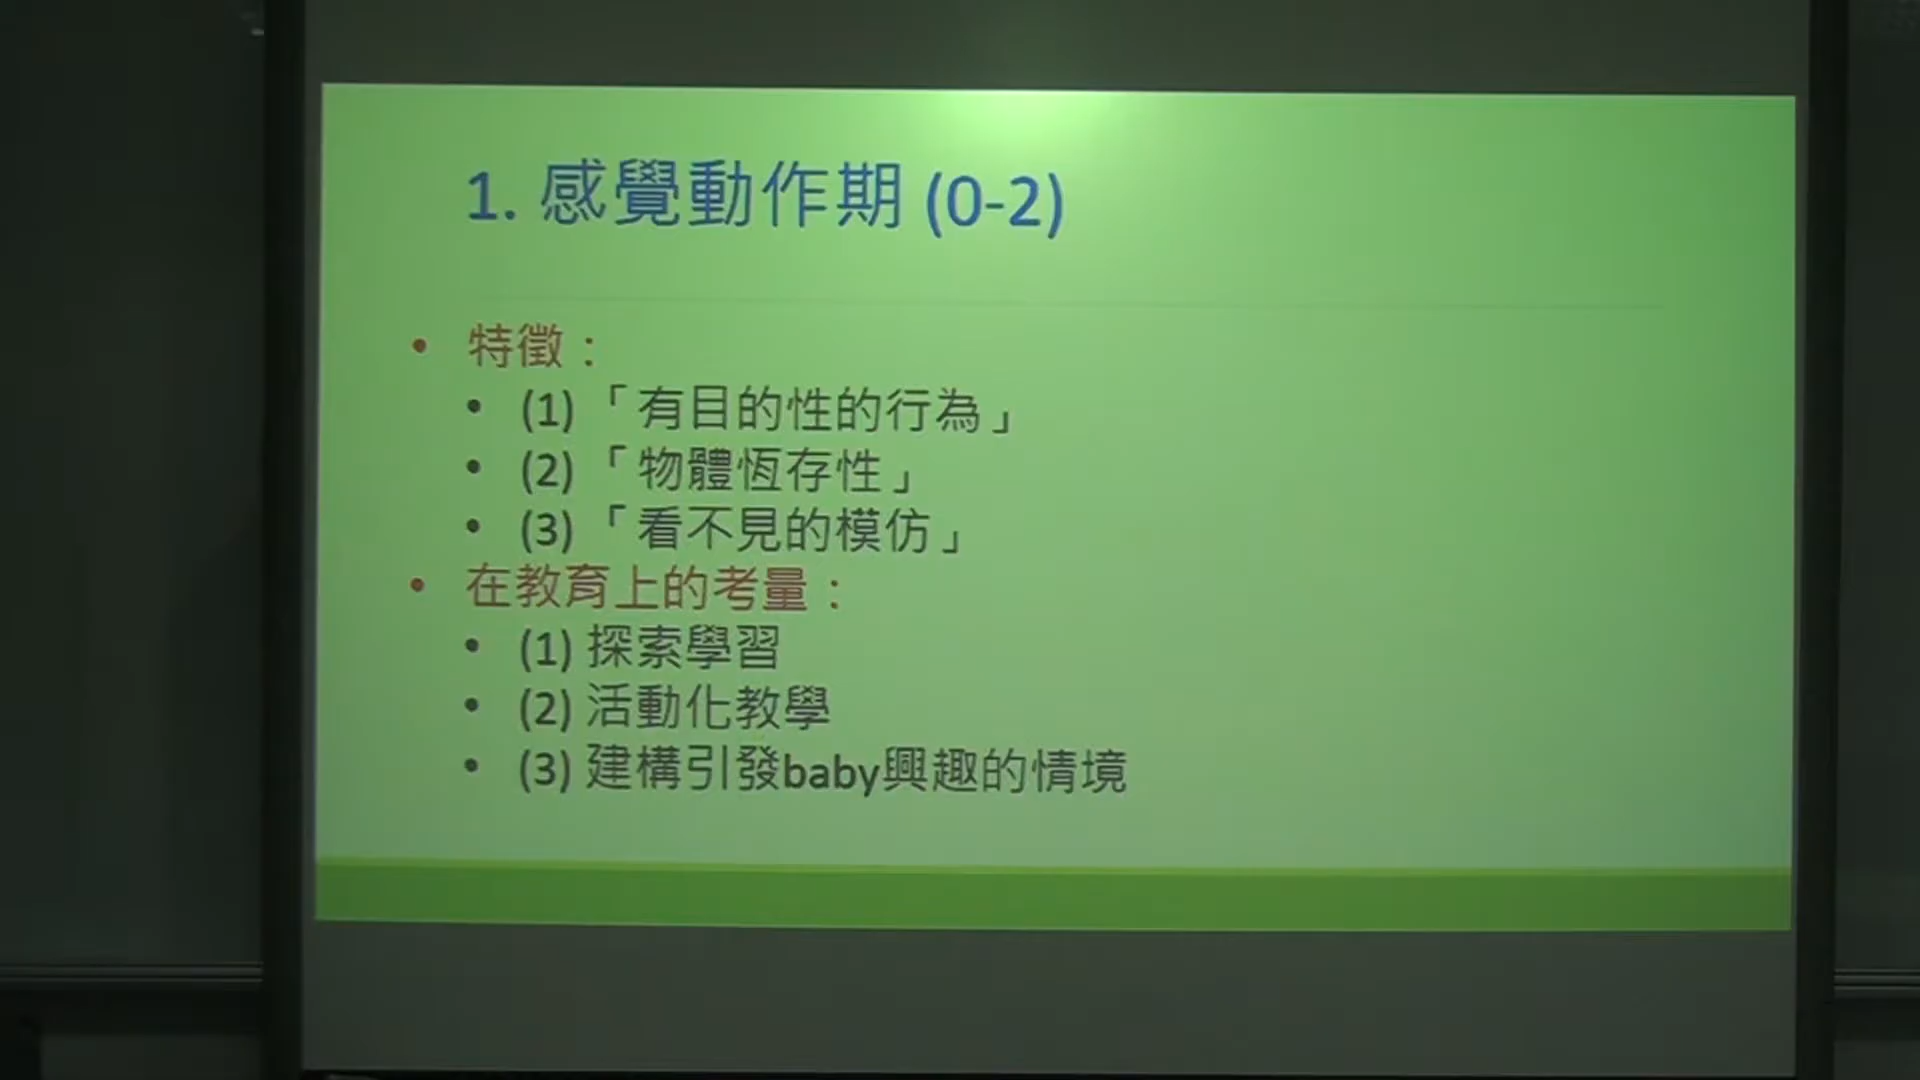 1. 感覺動作期 (0-2)
• 特徵：
• (1)「有目的性的行為」
• (2)「物體恆存性」
• (3)「看不見的模仿」
• 在教育上的考量：
• (1) 探索學習
• (2) 活動化教學
• (3) 建構引發baby興趣的情境